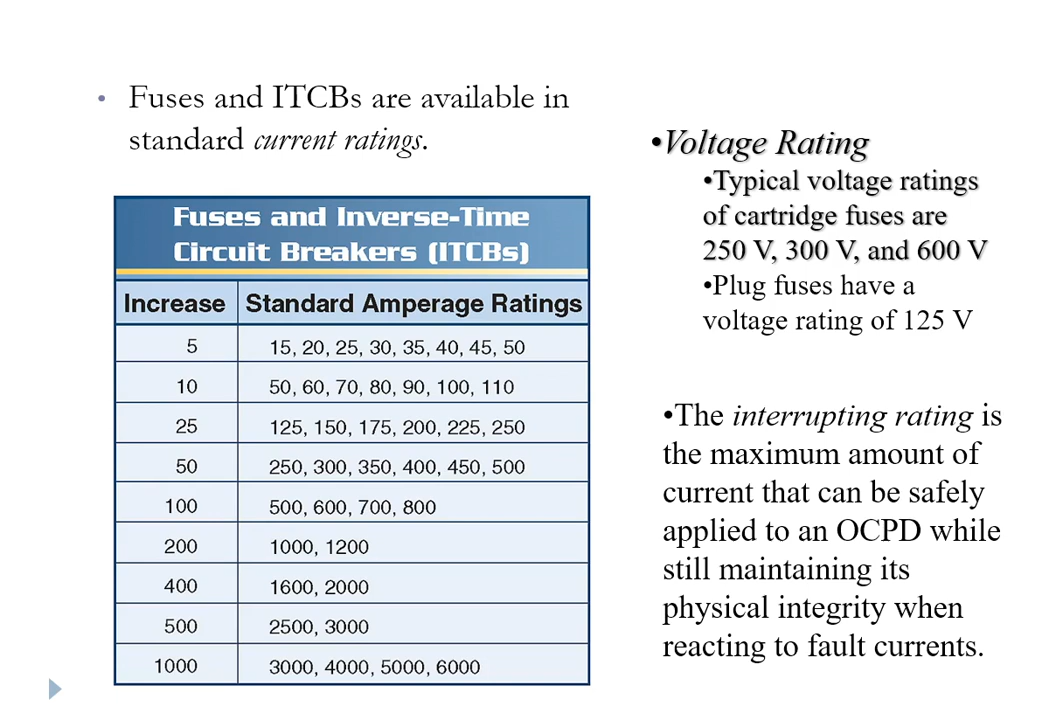 • Fuses and ITCBs are available in
standard current ratings.
Fuses and Inverse-Time
Circuit Breakers (ITCBs)
Increase Standard Amperage Ratings
5 15, 20, 25, 30, 35, 40, 45, 50
10 50, 60, 70, 80, 90, 100, 110
25 125, 150, 175, 200, 225, 250
50 250, 300, 350, 400, 450, 500
100 500, 600, 700, 800
200 1000, 1200
400 1600, 2000
500 2500, 3000
1000 3000, 4000, 5000, 6000
•Voltage Rating
•Typical voltage ratings
of cartridge fuses are
250 V, 300 V, and 600 V
•Plug fuses have a
voltage rating of 125 V
•The interrupting rating is
the maximum amount of
current that can be safely
applied to an OCPD while
still maintaining its
physical integrity when
reacting to fault currents.